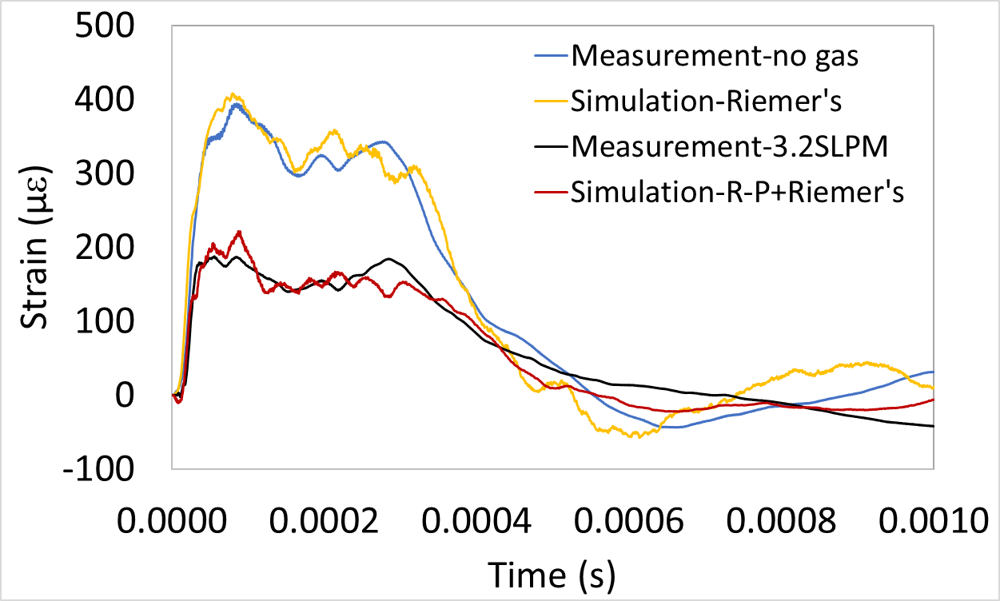 500
400
300
200
100
0
-100
Strain (με)
Measurement-no gas
Simulation-Riemer's
Measurement-3.2SLPM
Simulation-R-P+Riemer's
0.0000 0.0002 0.0004 0.0006 0.0008 0.0010
Time (s)